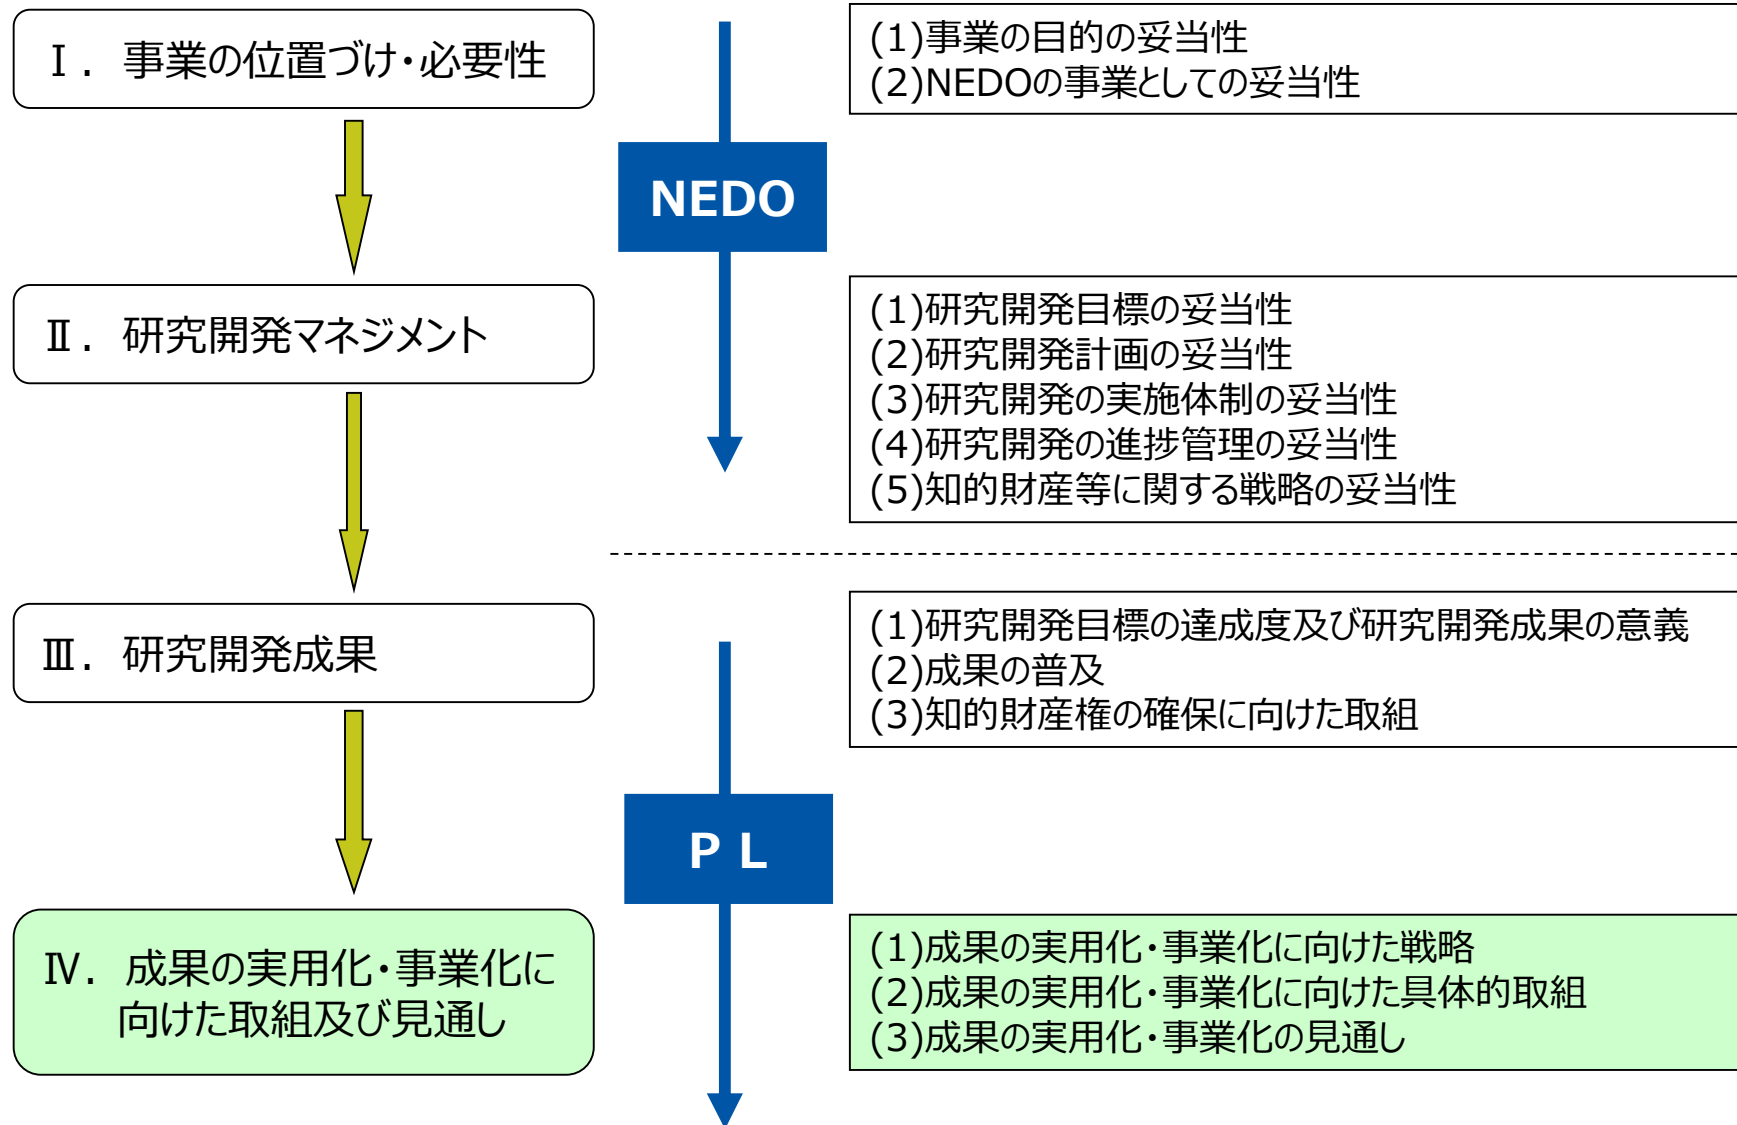 Ⅰ. 事業の位置づけ・必要性
(1)事業の目的の妥当性
(2)NEDOの事業としての妥当性
NEDO
Ⅱ. 研究開発マネジメント
(1)研究開発目標の妥当性
(2)研究開発計画の妥当性
(3)研究開発の実施体制の妥当性
(4)研究開発の進捗管理の妥当性
(5)知的財産等に関する戦略の妥当性
Ⅲ. 研究開発成果
(1)研究開発目標の達成度及び研究開発成果の意義
(2)成果の普及
(3)知的財産権の確保に向けた取組
P L
Ⅳ. 成果の実用化・事業化に
向けた取組及び見通し
(1)成果の実用化・事業化に向けた戦略
(2)成果の実用化・事業化に向けた具体的取組
(3)成果の実用化・事業化の見通し